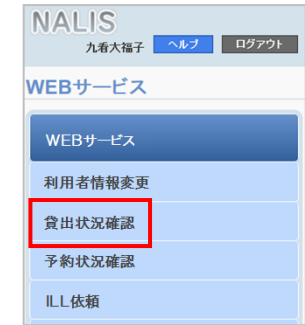 NALIS
九看大福子 ヘルプ ログアウト
WEBサービス
WEBサービス
利用者情報変更
貸出状況確認
予約状況確認
ILL依頼